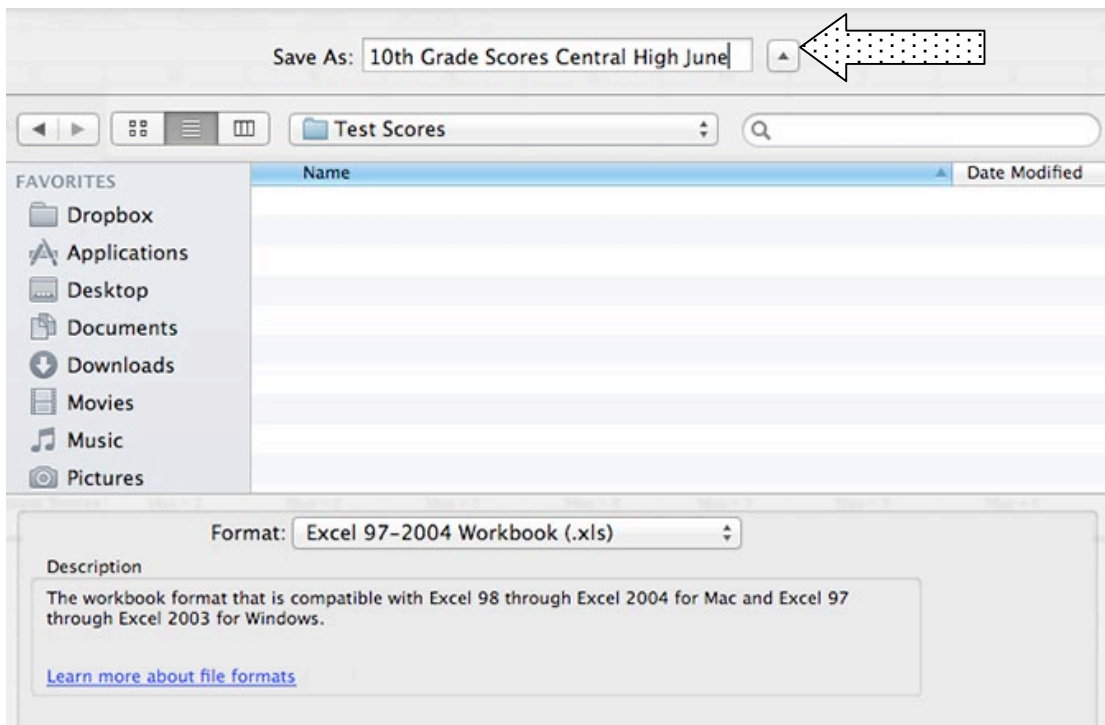 Save As: 10th Grade Scores Central High June
Test Scores
FAVORITES
Name
Date Modified
Dropbox
Applications
Desktop
Documents
Downloads
Movies
Music
Pictures
Format: Excel 97-2004 Workbook (.xls)
Description
The workbook format that is compatible with Excel 98 through Excel 2004 for Mac and Excel 97
through Excel 2003 for Windows.
Learn more about file formats